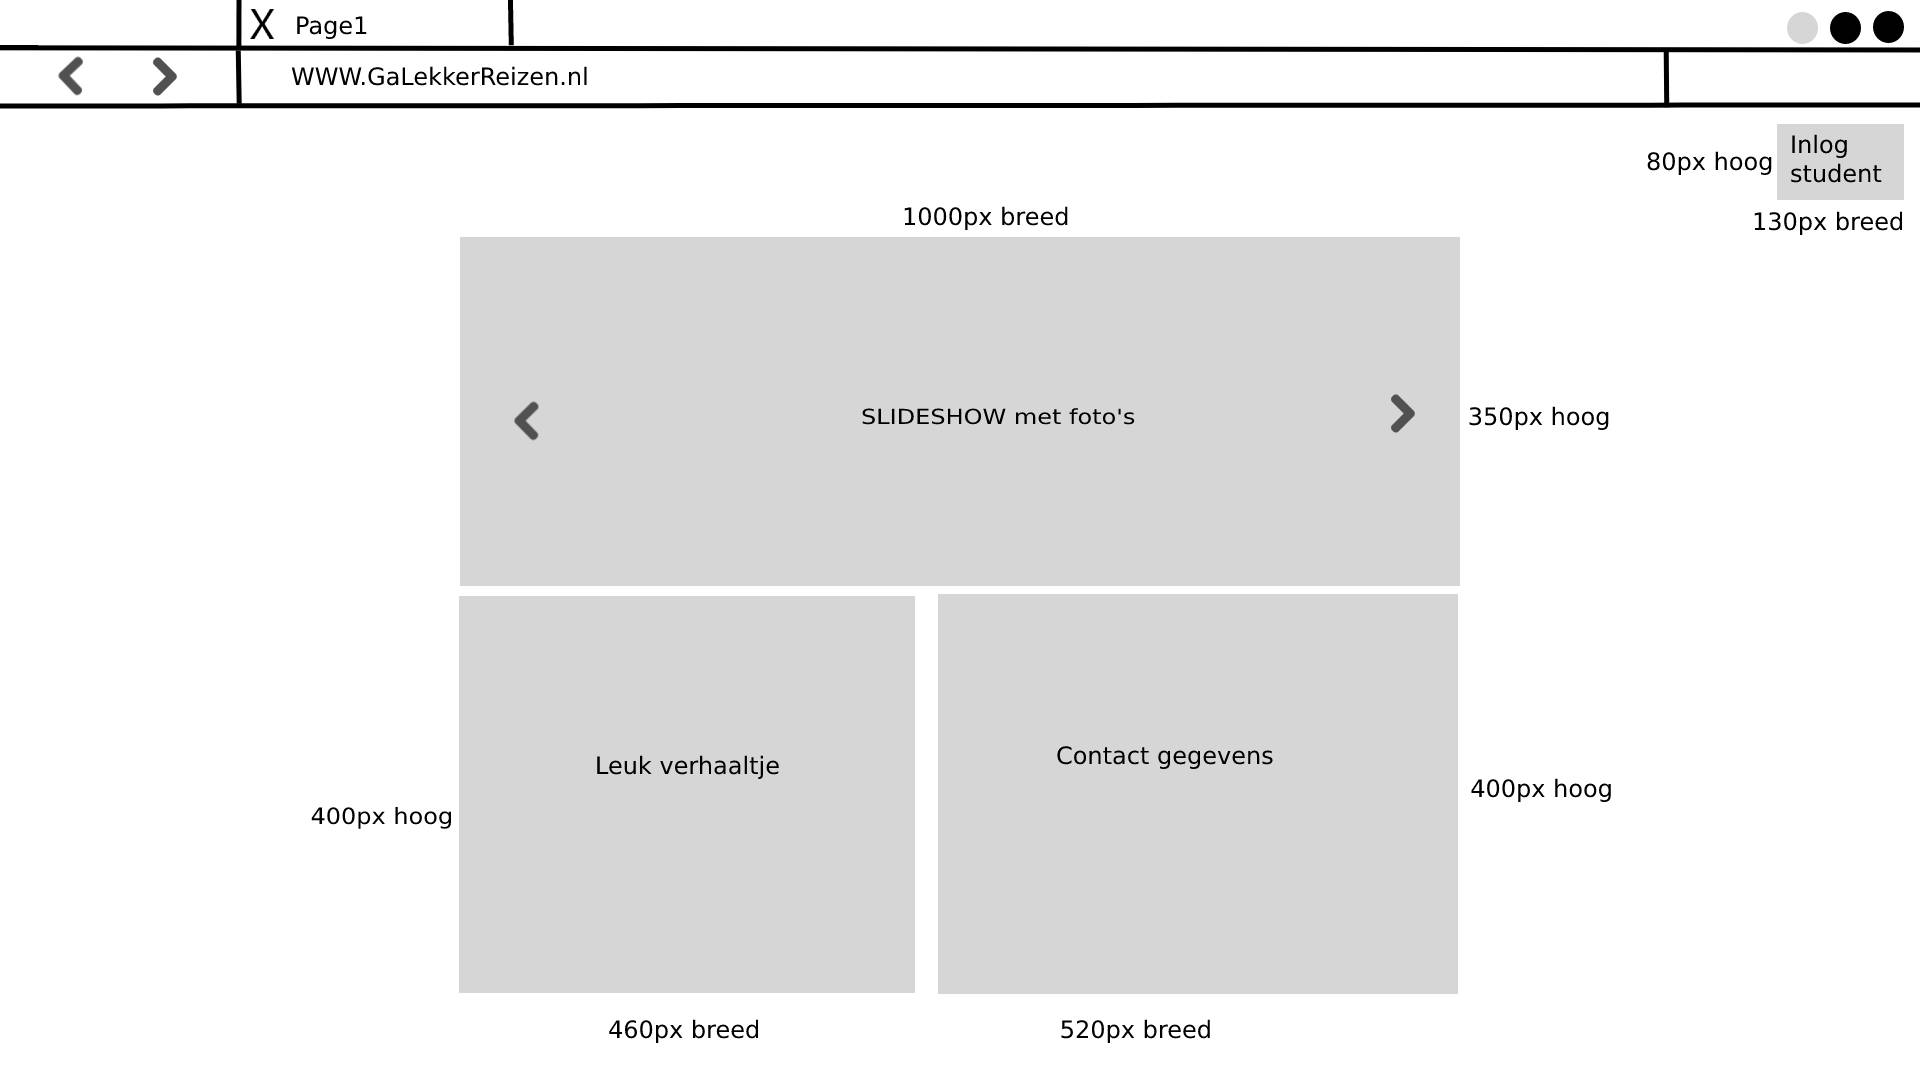 X Page1
WWW.GaLekkerReizen.nl
Inlog
student
80px hoog
130px breed
1000px breed
SLIDESHOW met foto's
350px hoog
Leuk verhaaltje
Contact gegevens
400px hoog
400px hoog
460px breed
520px breed